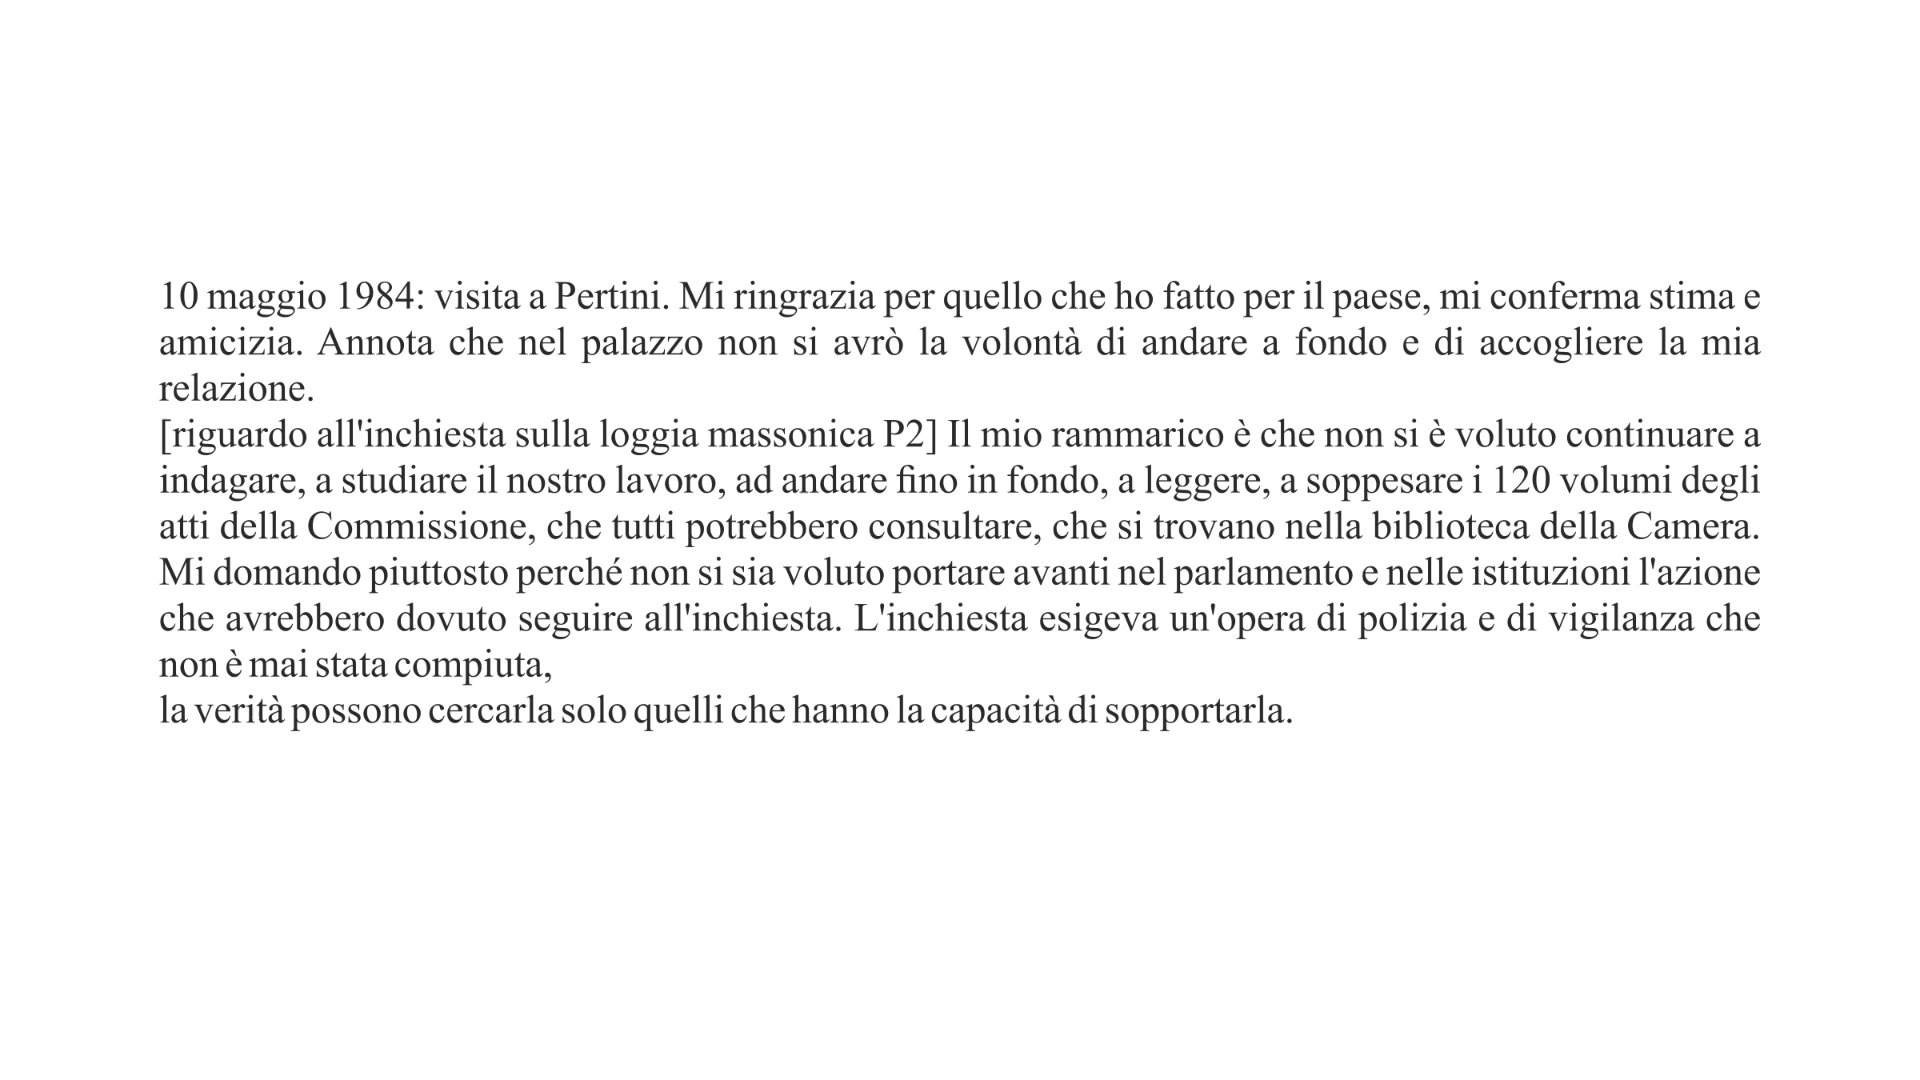 10 maggio 1984: visita a Pertini. Mi ringrazia per quello che ho fatto per il paese, mi conferma stima e
amicizia. Annota che nel palazzo non si avrò la volontà di andare a fondo e di accogliere la mia
relazione.
[riguardo all'inchiesta sulla loggia massonica P2] Il mio rammarico è che non si è voluto continuare a
indagare, a studiare il nostro lavoro, ad andare fino in fondo, a leggere, a soppesare i 120 volumi degli
atti della Commissione, che tutti potrebbero consultare, che si trovano nella biblioteca della Camera.
Mi domando piuttosto perché non si sia voluto portare avanti nel parlamento e nelle istituzioni l'azione
che avrebbero dovuto seguire all'inchiesta. L'inchiesta esigeva un'opera di polizia e di vigilanza che
non è mai stata compiuta,
la verità possono cercarla solo quelli che hanno la capacità di sopportarla.